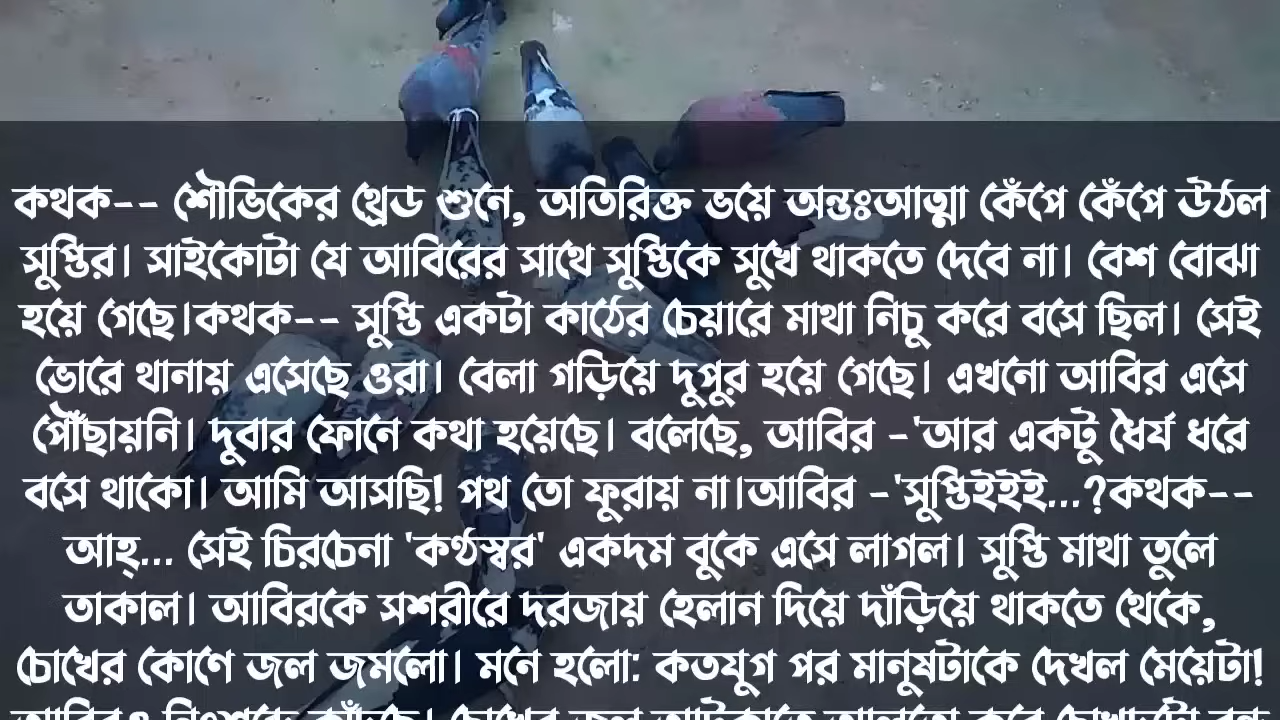 কথক-- শৌভিকের থ্রেড শুনে, অতিরিক্ত ভয়ে অন্তঃআত্মা কেঁপে কেঁপে উঠল
সুপ্তির। সাইকোটা যে আবিরের সাথে সুপ্তিকে সুখে থাকতে দেবে না। বেশ বোঝা
হয়ে গেছে।কথক-- সুপ্তি একটা কাঠের চেয়ারে মাথা নিচু করে বসে ছিল। সেই
ভোরে থানায় এসেছে ওরা। বেলা গড়িয়ে দুপুর হয়ে গেছে। এখনো আবির এসে
পৌঁছায়নি। দুবার ফোনে কথা হয়েছে। বলেছে, আবির -'আর একটু ধৈর্য ধরে
বসে থাকো। আমি আসছি! পথ তো ফুরায় না।আবির -'সুপ্তিইইই...?কথক--
আহ্... সেই চিরচেনা 'কণ্ঠস্বর' একদম বুকে এসে লাগল। সুপ্তি মাথা তুলে
তাকাল। আবিরকে সশরীরে দরজায় হেলান দিয়ে দাঁড়িয়ে থাকতে থেকে,
চোখের কোণে জল জমলো। মনে হলো: কতযুগ পর মানুষটাকে দেখল মেয়েটা!